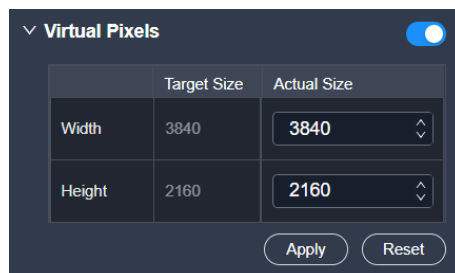 Virtual Pixels
Target Size Actual Size
Width 3840 3840
Height 2160 2160
Apply Reset